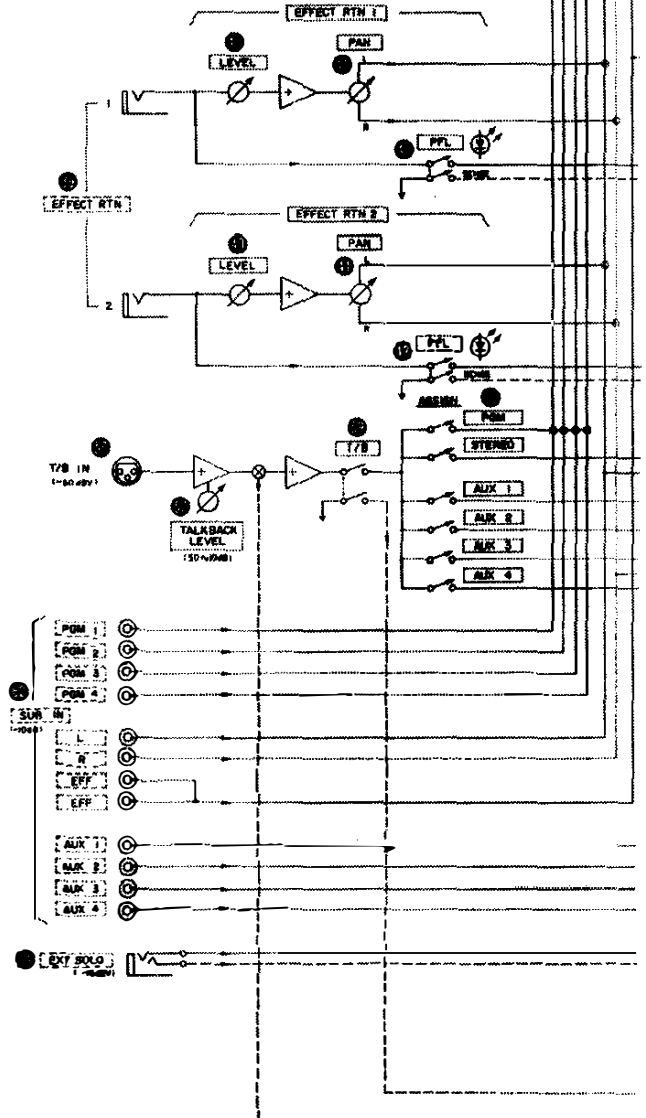 EFFECT RTN 1
PAN
LEVEL
L
1
R
PFL
EFFECT RTN
EFFECT RTN 2
PAN
LEVEL
L
2
R
PFL
ASSIGN
PGM
T/B
STEREO
T/B IN
AUX 1
AUX 2
TALKBACK
LEVEL
AUX 3
AUX 4
PGM 1
PGM 2
PGM 3
PGM 4
SUB IN
L
R
EFF
EFF
AUX 1
AUX 2
AUX 3
AUX 4
EXT SOLO